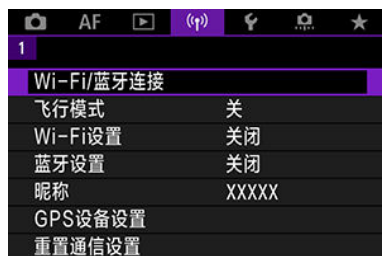 AF
1
Wi-Fi/蓝牙连接
飞行模式 关
Wi-Fi设置 关闭
蓝牙设置 关闭
昵称 XXXXX
GPS设备设置
重置通信设置